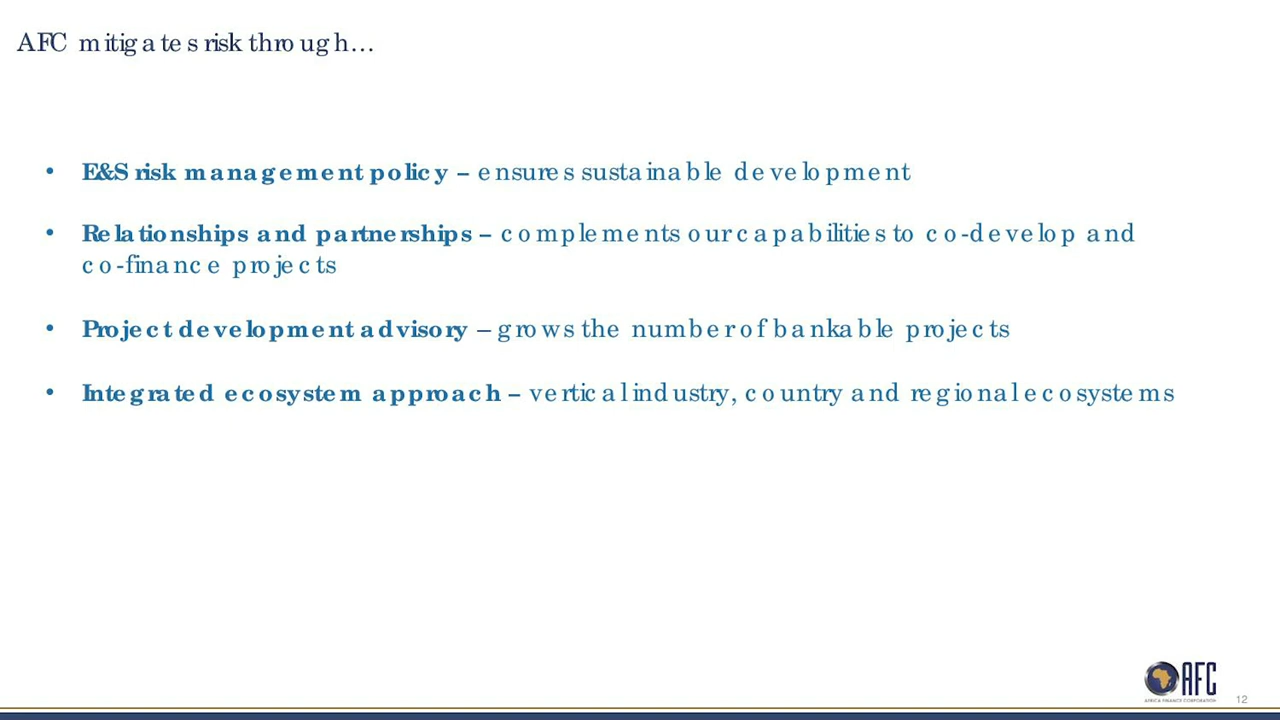 AFC mitigates risk through…
• E&S risk management policy – ensures sustainable development
• Relationships and partnerships – complements our capabilities to co-develop and
co-finance projects
• Project development advisory – grows the number of bankable projects
• Integrated ecosystem approach – vertical industry, country and regional ecosystems
AFC
AFRICA FINANCE CORPORATION
12